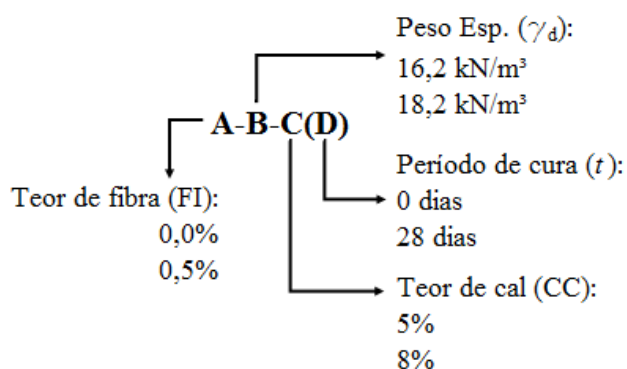 Peso Esp. (γd):
16,2 kN/m³
18,2 kN/m³
A-B-C(D)
Teor de fibra (FI):
0,0%
0,5%
Período de cura (t):
0 dias
28 dias
Teor de cal (CC):
5%
8%